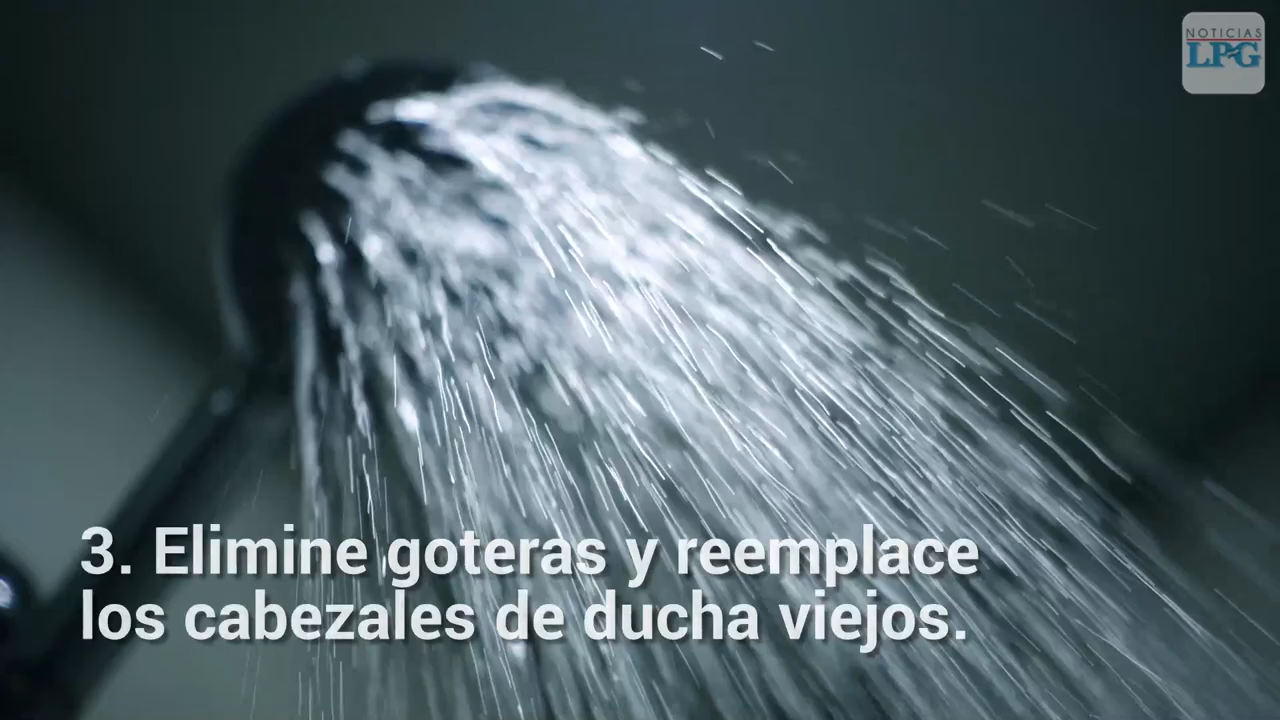 NOTICIAS
LPG
3. Elimine goteras y reemplace
los cabezales de ducha viejos.